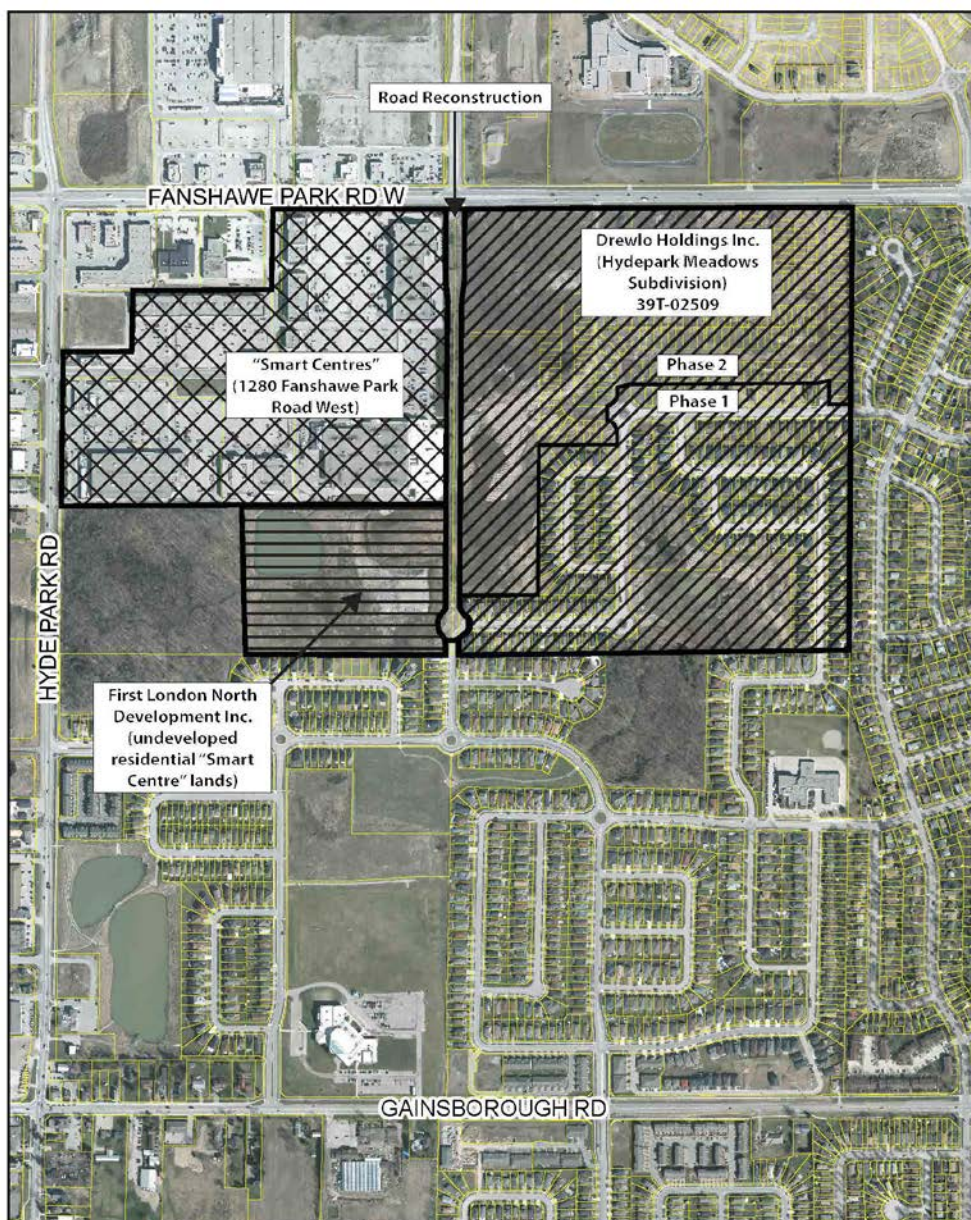 Road Reconstruction
FANSHAWE PARK RD W
Drewlo Holdings Inc.
(Hydepark Meadows
Subdivision)
39T-02509
"Smart Centres"
(1280 Fanshawe Park
Road West)
Phase 2
Phase 1
HYDE PARK RD
First London North
Development Inc.
(undeveloped
residential "Smart
Centre" lands)
GAINSBOROUGH RD